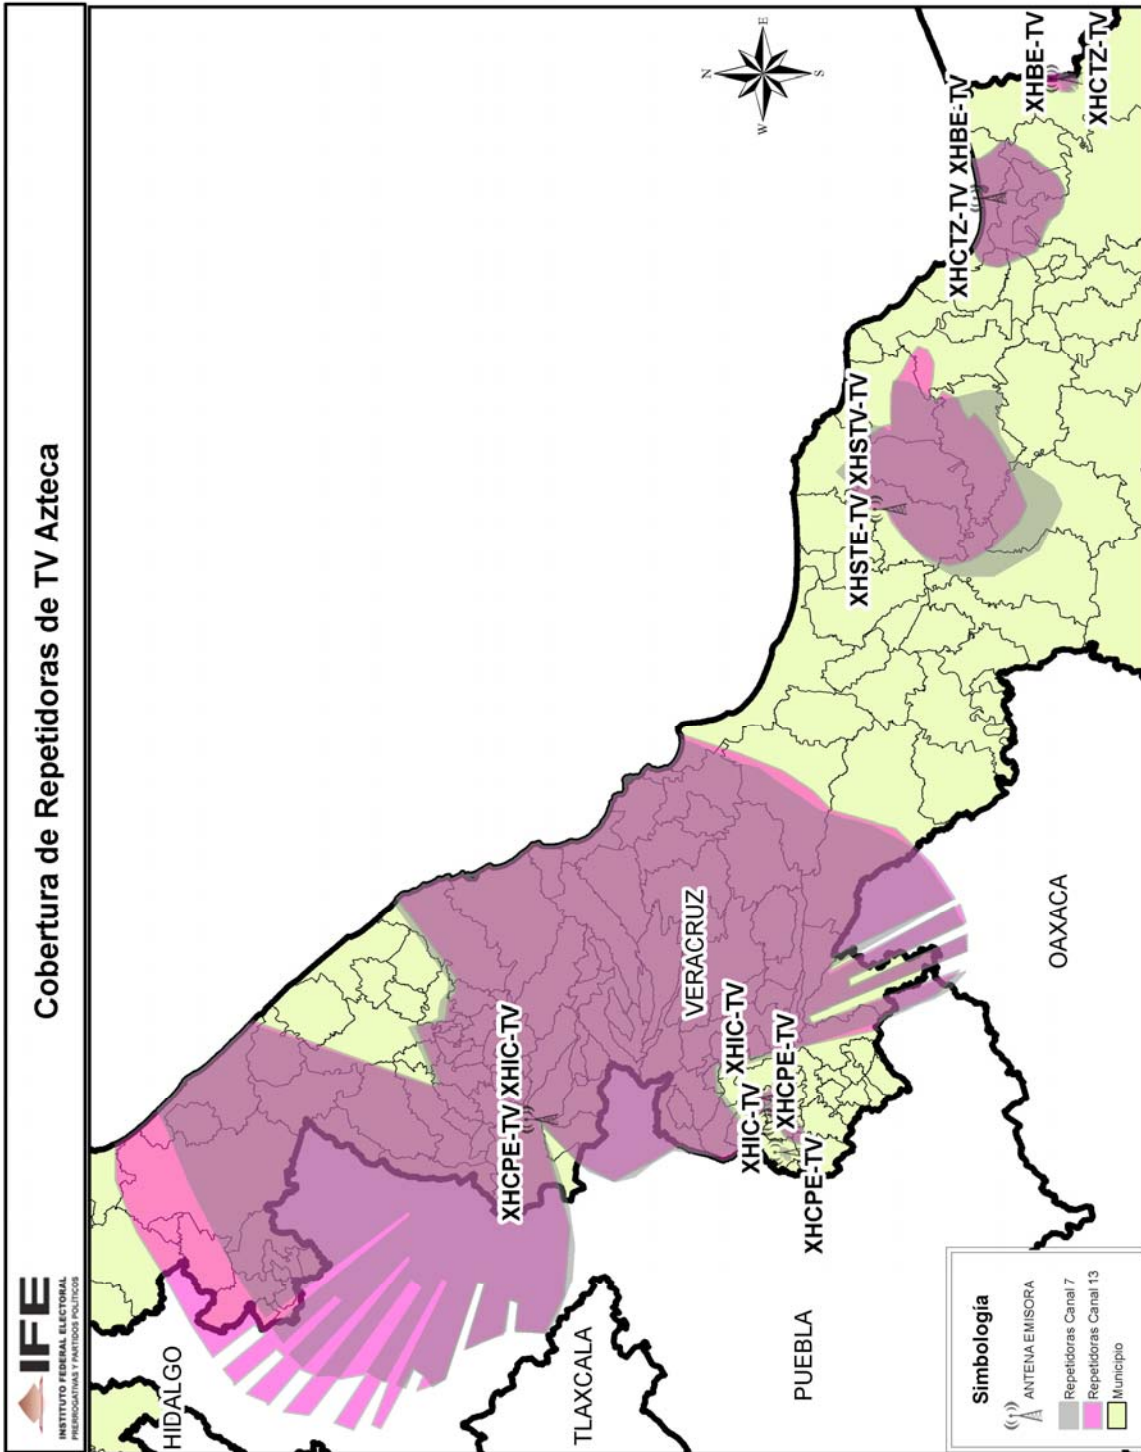 IFE
INSTITUTO FEDERAL ELECTORAL
PRERROGATIVAS Y PARTIDOS POLÍTICOS
Cobertura de Repetidoras de TV Azteca
N
W
E
S
HIDALGO
TLAXCALA
PUEBLA
VERACRUZ
OAXACA
XHCPE-TV XHIC-TV
XHIC-TV
XHIC-TV
XHCPE-TV
XHCPE-TV
XHSTE-TV XHSTV-TV
XHCTZ-TV XHBE-TV
XHBE-TV
XHCTZ-TV
Simbología
ANTENA EMISORA
Repetidoras Canal 7
Repetidoras Canal 13
Municipio